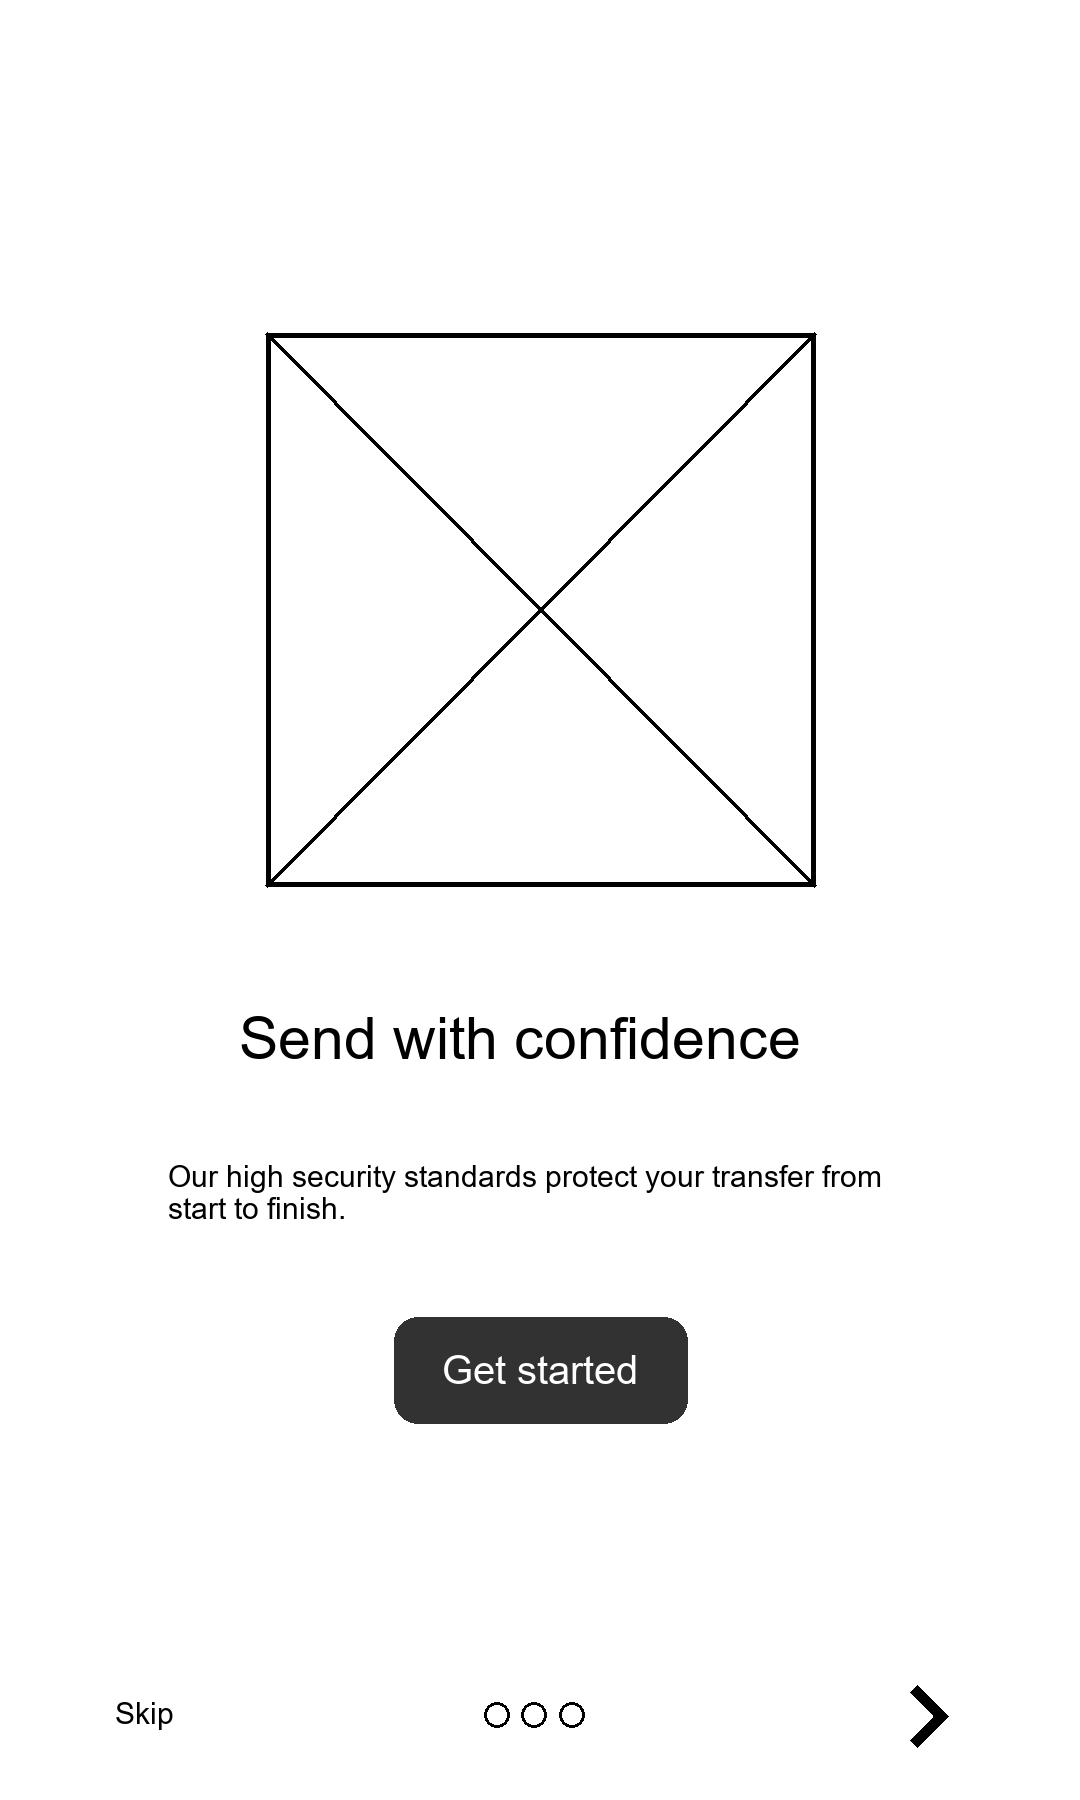 Send with confidence
Our high security standards protect your transfer from
start to finish.
Get started
Skip